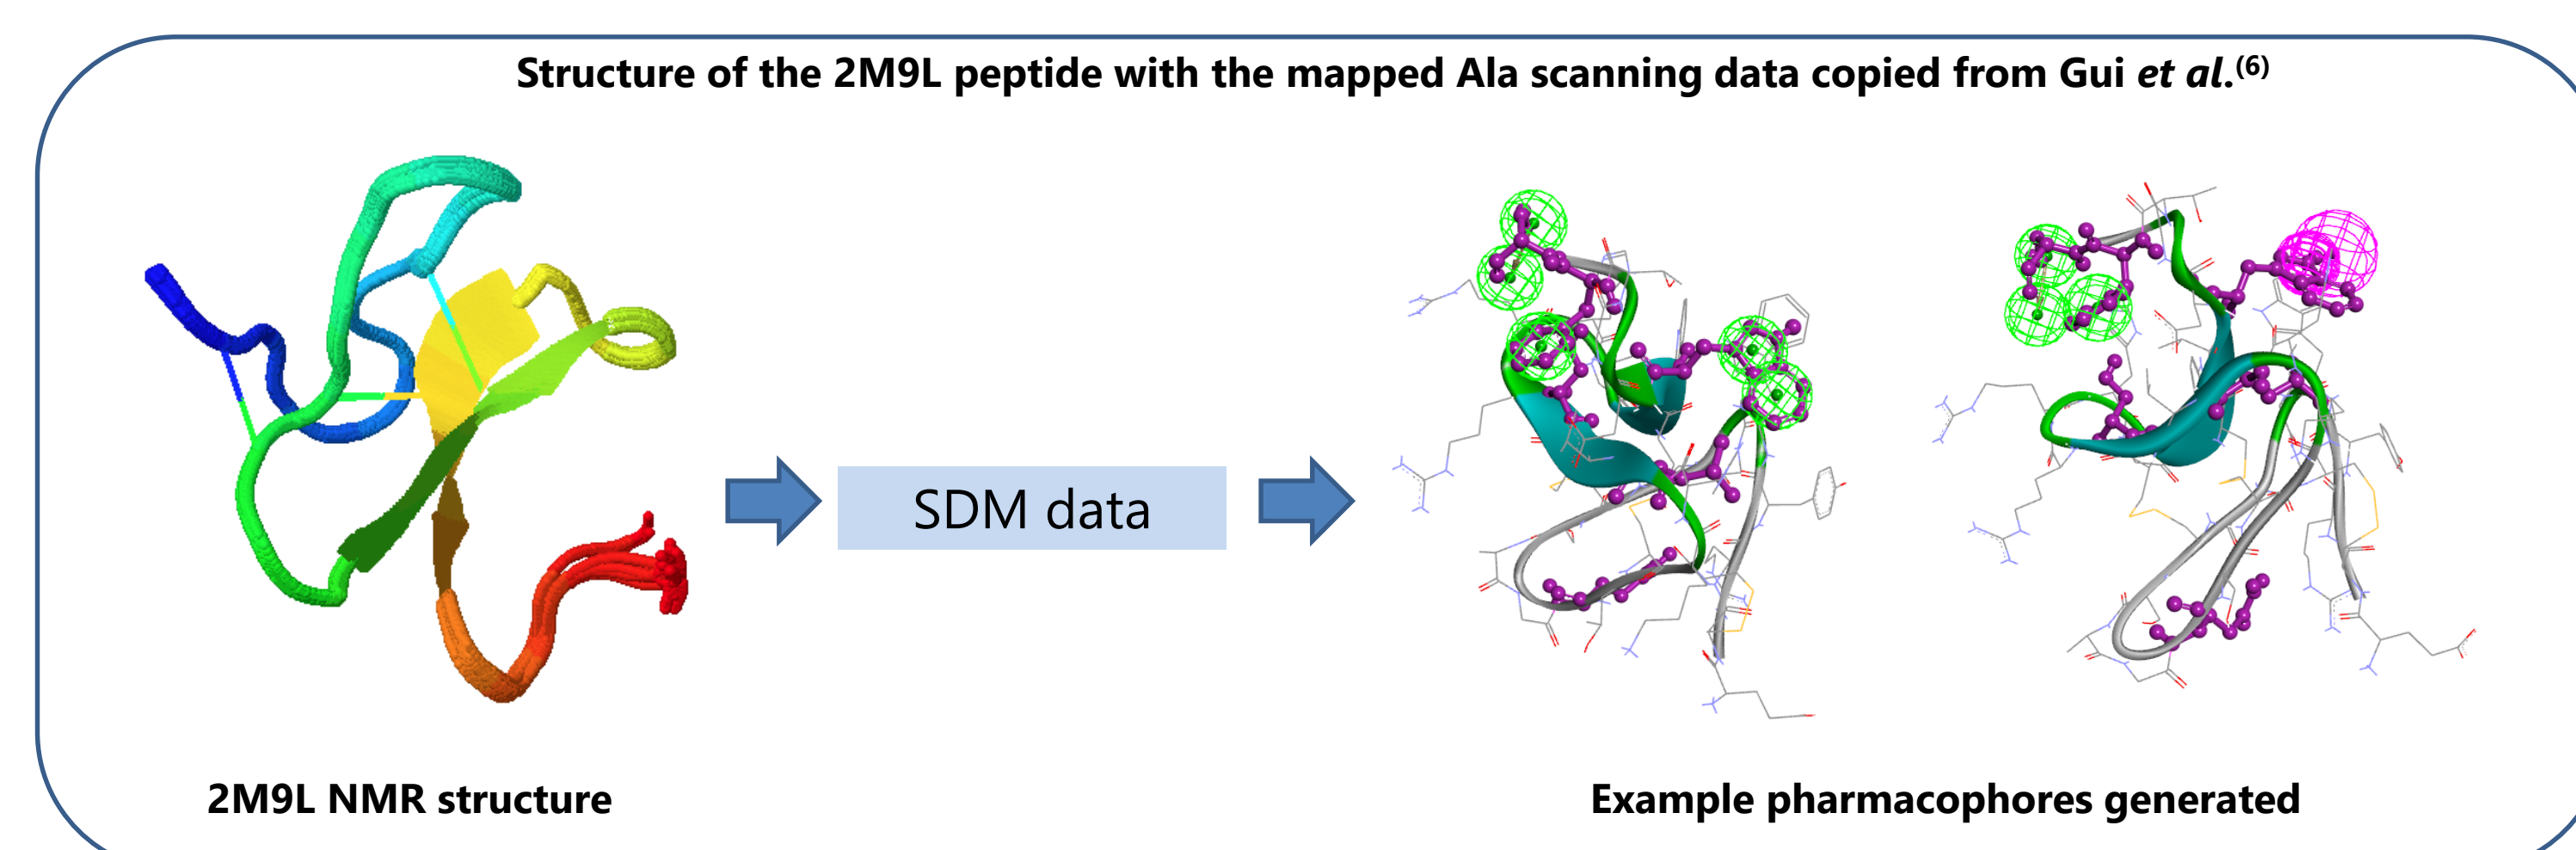 Structure of the 2M9L peptide with the mapped Ala scanning data copied from Gui et al.(6)
SDM data
2M9L NMR structure
Example pharmacophores generated